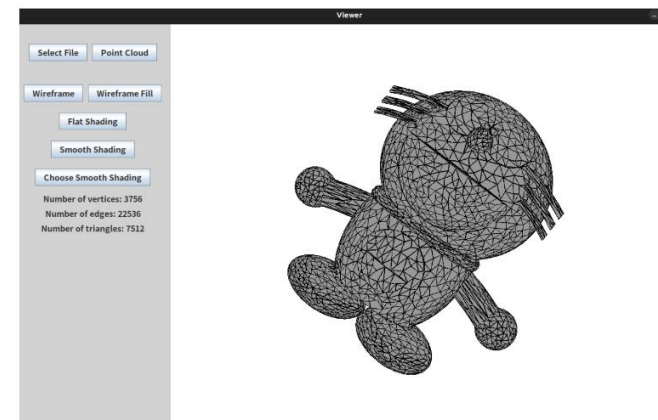 Viewer
Select File Point Cloud
Wireframe Wireframe Fill
Flat Shading
Smooth Shading
Choose Smooth Shading
Number of vertices: 3756
Number of edges: 22536
Number of triangles: 7512